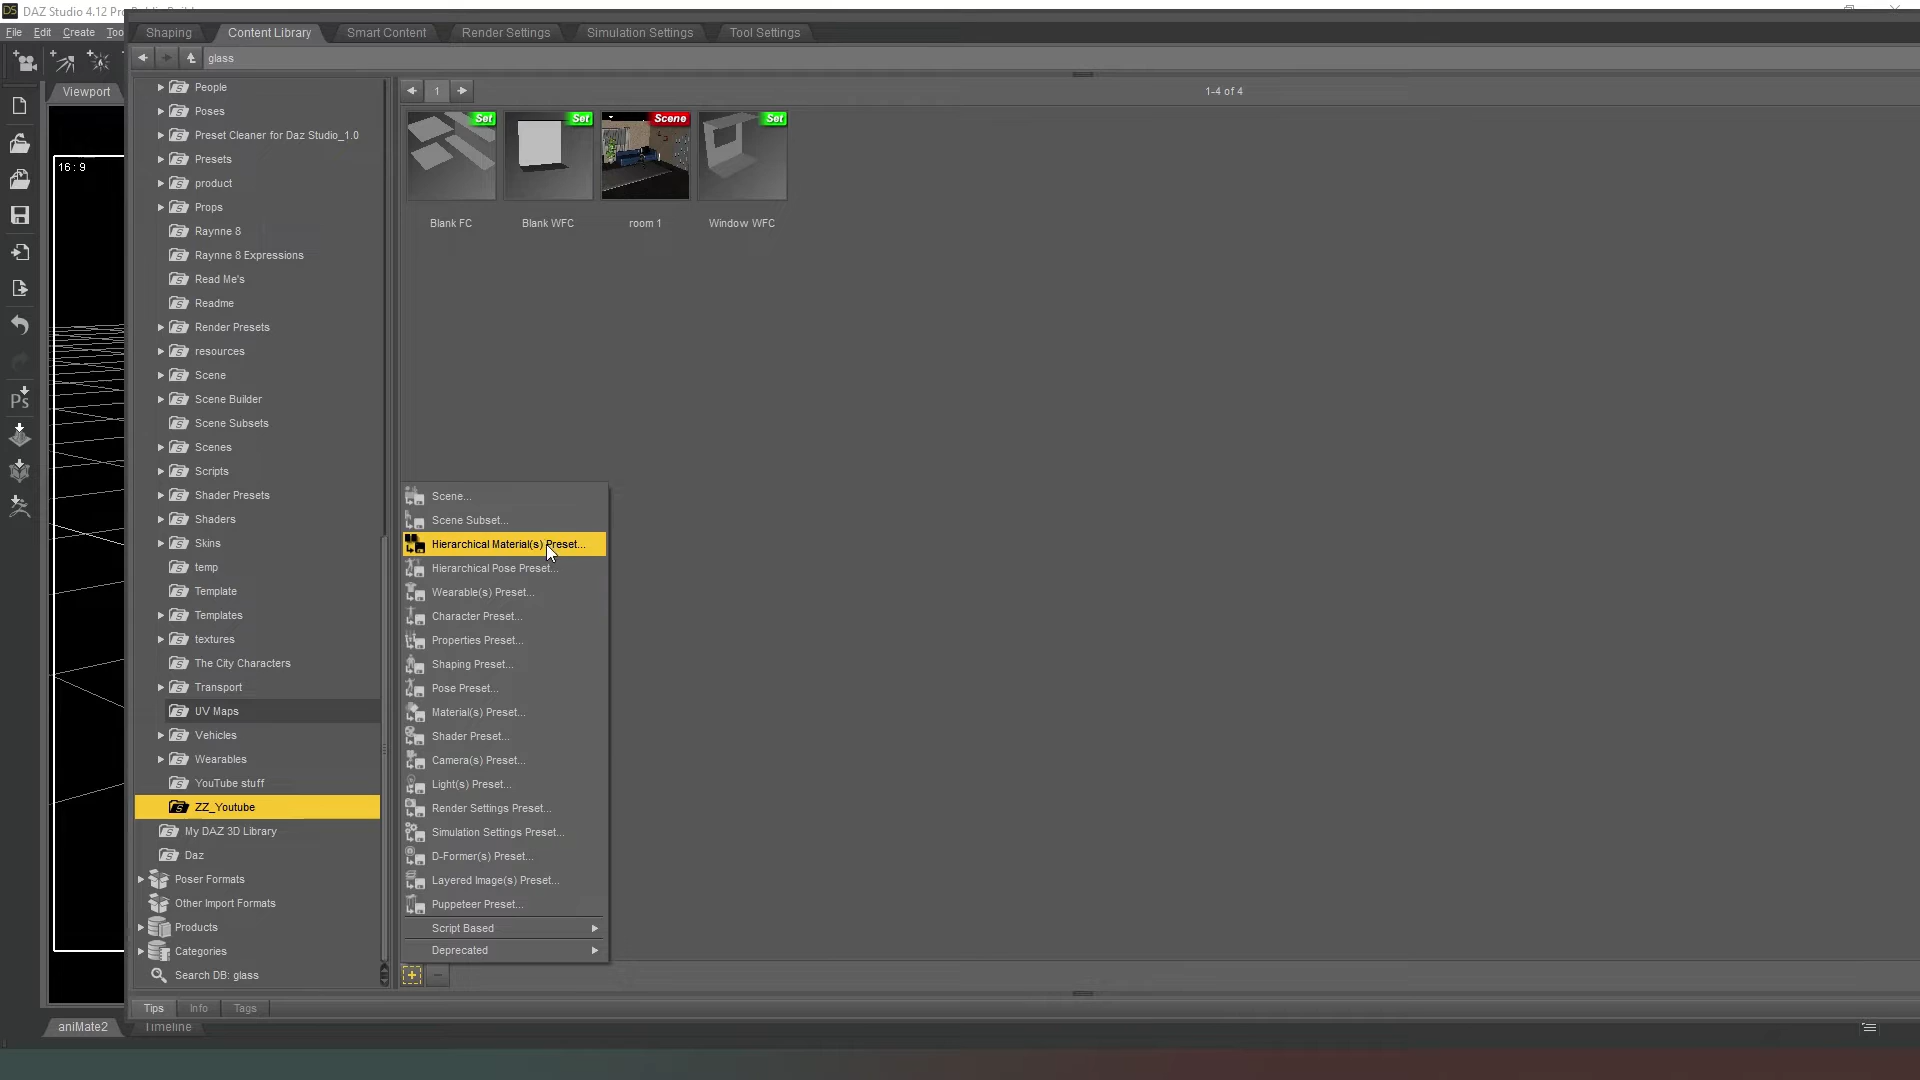 DAZ Studio 4.12 Pro
File Edit Create
Shaping Content Library Smart Content Render Settings Simulation Settings Tool Settings
glass
Viewport
16 : 9
People
Poses
Preset Cleaner for Daz Studio_1.0
Presets
product
Props
Raynne 8
Raynne 8 Expressions
Read Me's
Readme
Render Presets
resources
Scene
Scene Builder
Scene Subsets
Scenes
Scripts
Shader Presets
Shaders
Skins
temp
Template
Templates
textures
The City Characters
Transport
UV Maps
Vehicles
Wearables
YouTube stuff
ZZ_Youtube
My DAZ 3D Library
Daz
Poser Formats
Other Import Formats
Products
Categories
Search DB: glass
1
1-4 of 4
Set Set Scene Set
Blank FC Blank WFC room 1 Window WFC
Scene...
Scene Subset...
Hierarchical Material(s) Preset...
Hierarchical Pose Preset...
Wearable(s) Preset...
Character Preset...
Properties Preset...
Shaping Preset...
Pose Preset...
Material(s) Preset...
Shader Preset...
Camera(s) Preset...
Light(s) Preset...
Render Settings Preset...
Simulation Settings Preset...
D-Former(s) Preset...
Layered Image(s) Preset...
Puppeteer Preset...
Script Based
Deprecated
Ps
Tips Info Tags
aniMate2 Timeline